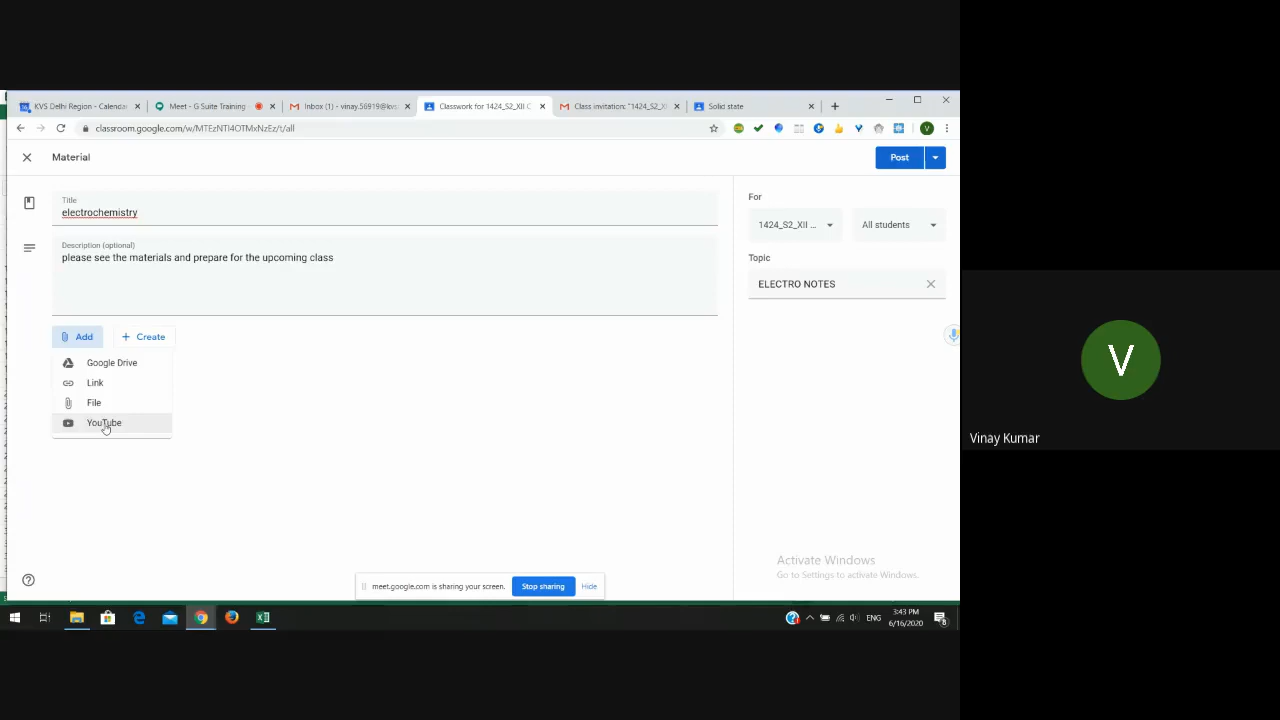 KVS Delhi Region - Calenda
Meet - G Suite Training
Inbox (1) - vinay.56919@kvs
Classwork for 1424_S2_XII C
Class invitation: "1424_S2_X
Solid state
classroom.google.com/w/MTEzNTI4OTMxNzEz/t/all
V
Material
Post
Title
electrochemistry
Description (optional)
please see the materials and prepare for the upcoming class
Add
Create
Google Drive
Link
File
YouTube
For
1424_S2_XII ...
All students
Topic
ELECTRO NOTES
V
Vinay Kumar
Activate Windows
Go to Settings to activate Windows.
meet.google.com is sharing your screen.
Stop sharing
Hide
ENG
3:43 PM
6/16/2020